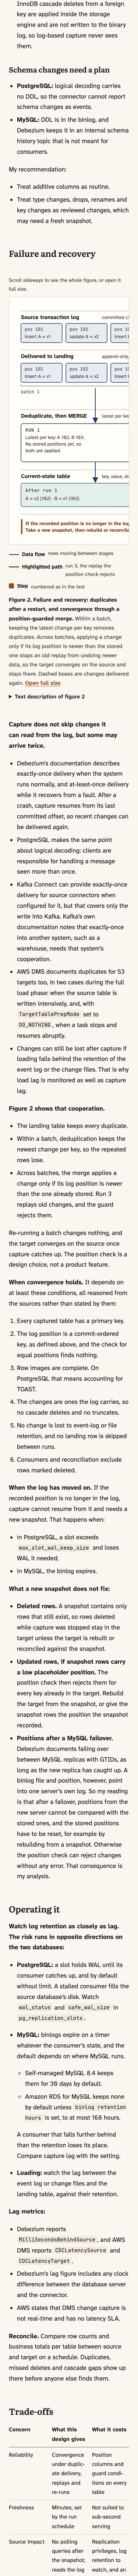 InnoDB cascade deletes from a foreign
key are applied inside the storage
engine and are not written to the binary
log, so log-based capture never sees
them.
Schema changes need a plan
• PostgreSQL: logical decoding carries
no DDL, so the connector cannot report
schema changes as events.
• MySQL: DDL is in the binlog, and
Debezium keeps it in an internal schema
history topic that is not meant for
consumers.
My recommendation:
• Treat additive columns as routine.
• Treat type changes, drops, renames and
key changes as reviewed changes, which
may need a fresh snapshot.
Failure and recovery
Scroll sideways to see the whole figure, or open it
full size.
Source transaction log
committed c
pos 101
Insert A = v1
pos 102
update A = v2
pos 1
Insert B
Delivered to landing
append-only,
pos 101
Insert A = v1
pos 102
update A = v2
pos 1
Insert B
batch 1
Deduplicate, then MERGE
latest per key
RUN 1
Latest per key: A 102, B 103.
No stored positions yet, so
both are applied.
Current-state table
key, value, st
After run 1
A = v2 (102) · B = v1 (103)
If the recorded position is no longer in the log
Take a new snapshot, then rebuild or reconcile
Data flow rows moving between stages
Highlighted path run 3, the replay the
position check rejects
Step numbered as in the text
Figure 2. Failure and recovery: duplicates
after a restart, and convergence through a
position-guarded merge. Within a batch,
keeping the latest change per key removes
repeats. Across batches, applying a change
only if its log position is newer than the stored
one stops an old replay from undoing newer
data, so the target converges on the source and
stays there. Dashed boxes are changes delivered
again. Open full size
▶ Text description of figure 2
Capture does not skip changes it
can read from the log, but some may
arrive twice.
• Debezium's documentation describes
exactly-once delivery when the system
runs normally, and at-least-once delivery
while it recovers from a fault. After a
crash, capture resumes from its last
committed offset, so recent changes can
be delivered again.
• PostgreSQL makes the same point
about logical decoding: clients are
responsible for handling a message
seen more than once.
• Kafka Connect can provide exactly-once
delivery for source connectors when
configured for it, but that covers only the
write into Kafka. Kafka's own
documentation notes that exactly-once
into another system, such as a
warehouse, needs that system's
cooperation.
• AWS DMS documents duplicates for S3
targets too, in two cases during the full
load phase: when the source table is
written intensively, and, with
TargetTablePrepMode set to
DO_NOTHING, when a task stops and
resumes abruptly.
• Changes can still be lost after capture if
loading falls behind the retention of the
event log or the change files. That is why
load lag is monitored as well as capture
lag.
Figure 2 shows that cooperation.
• The landing table keeps every duplicate.
• Within a batch, deduplication keeps the
newest change per key, so the repeated
rows lose.
• Across batches, the merge applies a
change only if its log position is newer
than the one already stored. Run 3
replays old changes, and the guard
rejects them.
Re-running a batch changes nothing, and
the target converges on the source once
capture catches up. The position check is a
design choice, not a product feature.
When convergence holds. It depends on
at least these conditions, all reasoned from
the sources rather than stated by them:
1. Every captured table has a primary key.
2. The log position is a commit-ordered
key, as defined above, and the check for
equal positions finds nothing.
3. Row images are complete. On
PostgreSQL that means accounting for
TOAST.
4. The changes are ones the log carries, so
no cascade deletes and no truncates.
5. No change is lost to event-log or file
retention, and no landing row is skipped
between runs.
6. Consumers and reconciliation exclude
rows marked deleted.
When the log has moved on. If the
recorded position is no longer in the log,
capture cannot resume from it and needs a
new snapshot. That happens when:
• in PostgreSQL, a slot exceeds
max_slot_wal_keep_size and loses
WAL it needed;
• in MySQL, the binlog expires.
What a new snapshot does not fix:
• Deleted rows. A snapshot contains only
rows that still exist, so rows deleted
while capture was stopped stay in the
target unless the target is rebuilt or
reconciled against the snapshot.
• Updated rows, if snapshot rows carry
a low placeholder position. The
position check then rejects them for
every key already in the target. Rebuild
the target from the snapshot, or give the
snapshot rows the position the snapshot
recorded.
• Positions after a MySQL failover.
Debezium documents failing over
between MySQL replicas with GTIDs, as
long as the new replica has caught up. A
binlog file and position, however, point
into one server's own log. So my reading
is that after a failover, positions from the
new server cannot be compared with the
stored ones, and the stored positions
have to be reset, for example by
rebuilding from a snapshot. Otherwise
the position check can reject changes
without any error. That consequence is
my analysis.
Operating it
Watch log retention as closely as lag.
The risk runs in opposite directions on
the two databases:
• PostgreSQL: a slot holds WAL until its
consumer catches up, and by default
without limit. A stalled consumer fills the
source database's disk. Watch
wal_status and safe_wal_size in
pg_replication_slots.
• MySQL: binlogs expire on a timer
whatever the consumer's state, and the
default depends on where MySQL runs.
◦ Self-managed MySQL 8.4 keeps
them for 30 days by default.
◦ Amazon RDS for MySQL keeps none
by default unless binlog retention
hours is set, to at most 168 hours.
A consumer that falls further behind
than the retention loses its place.
Compare capture lag with the setting.
• Loading: watch the lag between the
event log or change files and the
landing table, against their retention.
Lag metrics:
• Debezium reports
MilliSecondsBehindSource, and AWS
DMS reports CDCLatencySource and
CDCLatencyTarget.
• Debezium's lag figure includes any clock
difference between the database server
and the connector.
• AWS states that DMS change capture is
not real-time and has no latency SLA.
Reconcile. Compare row counts and
business totals per table between source
and target on a schedule. Duplicates,
missed deletes and cascade gaps show up
there before anyone else finds them.
Trade-offs
Concern
What this
design gives
What it costs
Reliability
Convergence
under duplic-
ate delivery,
replays and
re-runs
Position
columns and
guard condi-
tions on every
table
Freshness
Minutes, set
by the run
schedule
Not suited to
sub-second
serving
Source impact
No polling
queries after
the snapshot;
reads the log
Replication
privileges, log
retention to
watch, and an